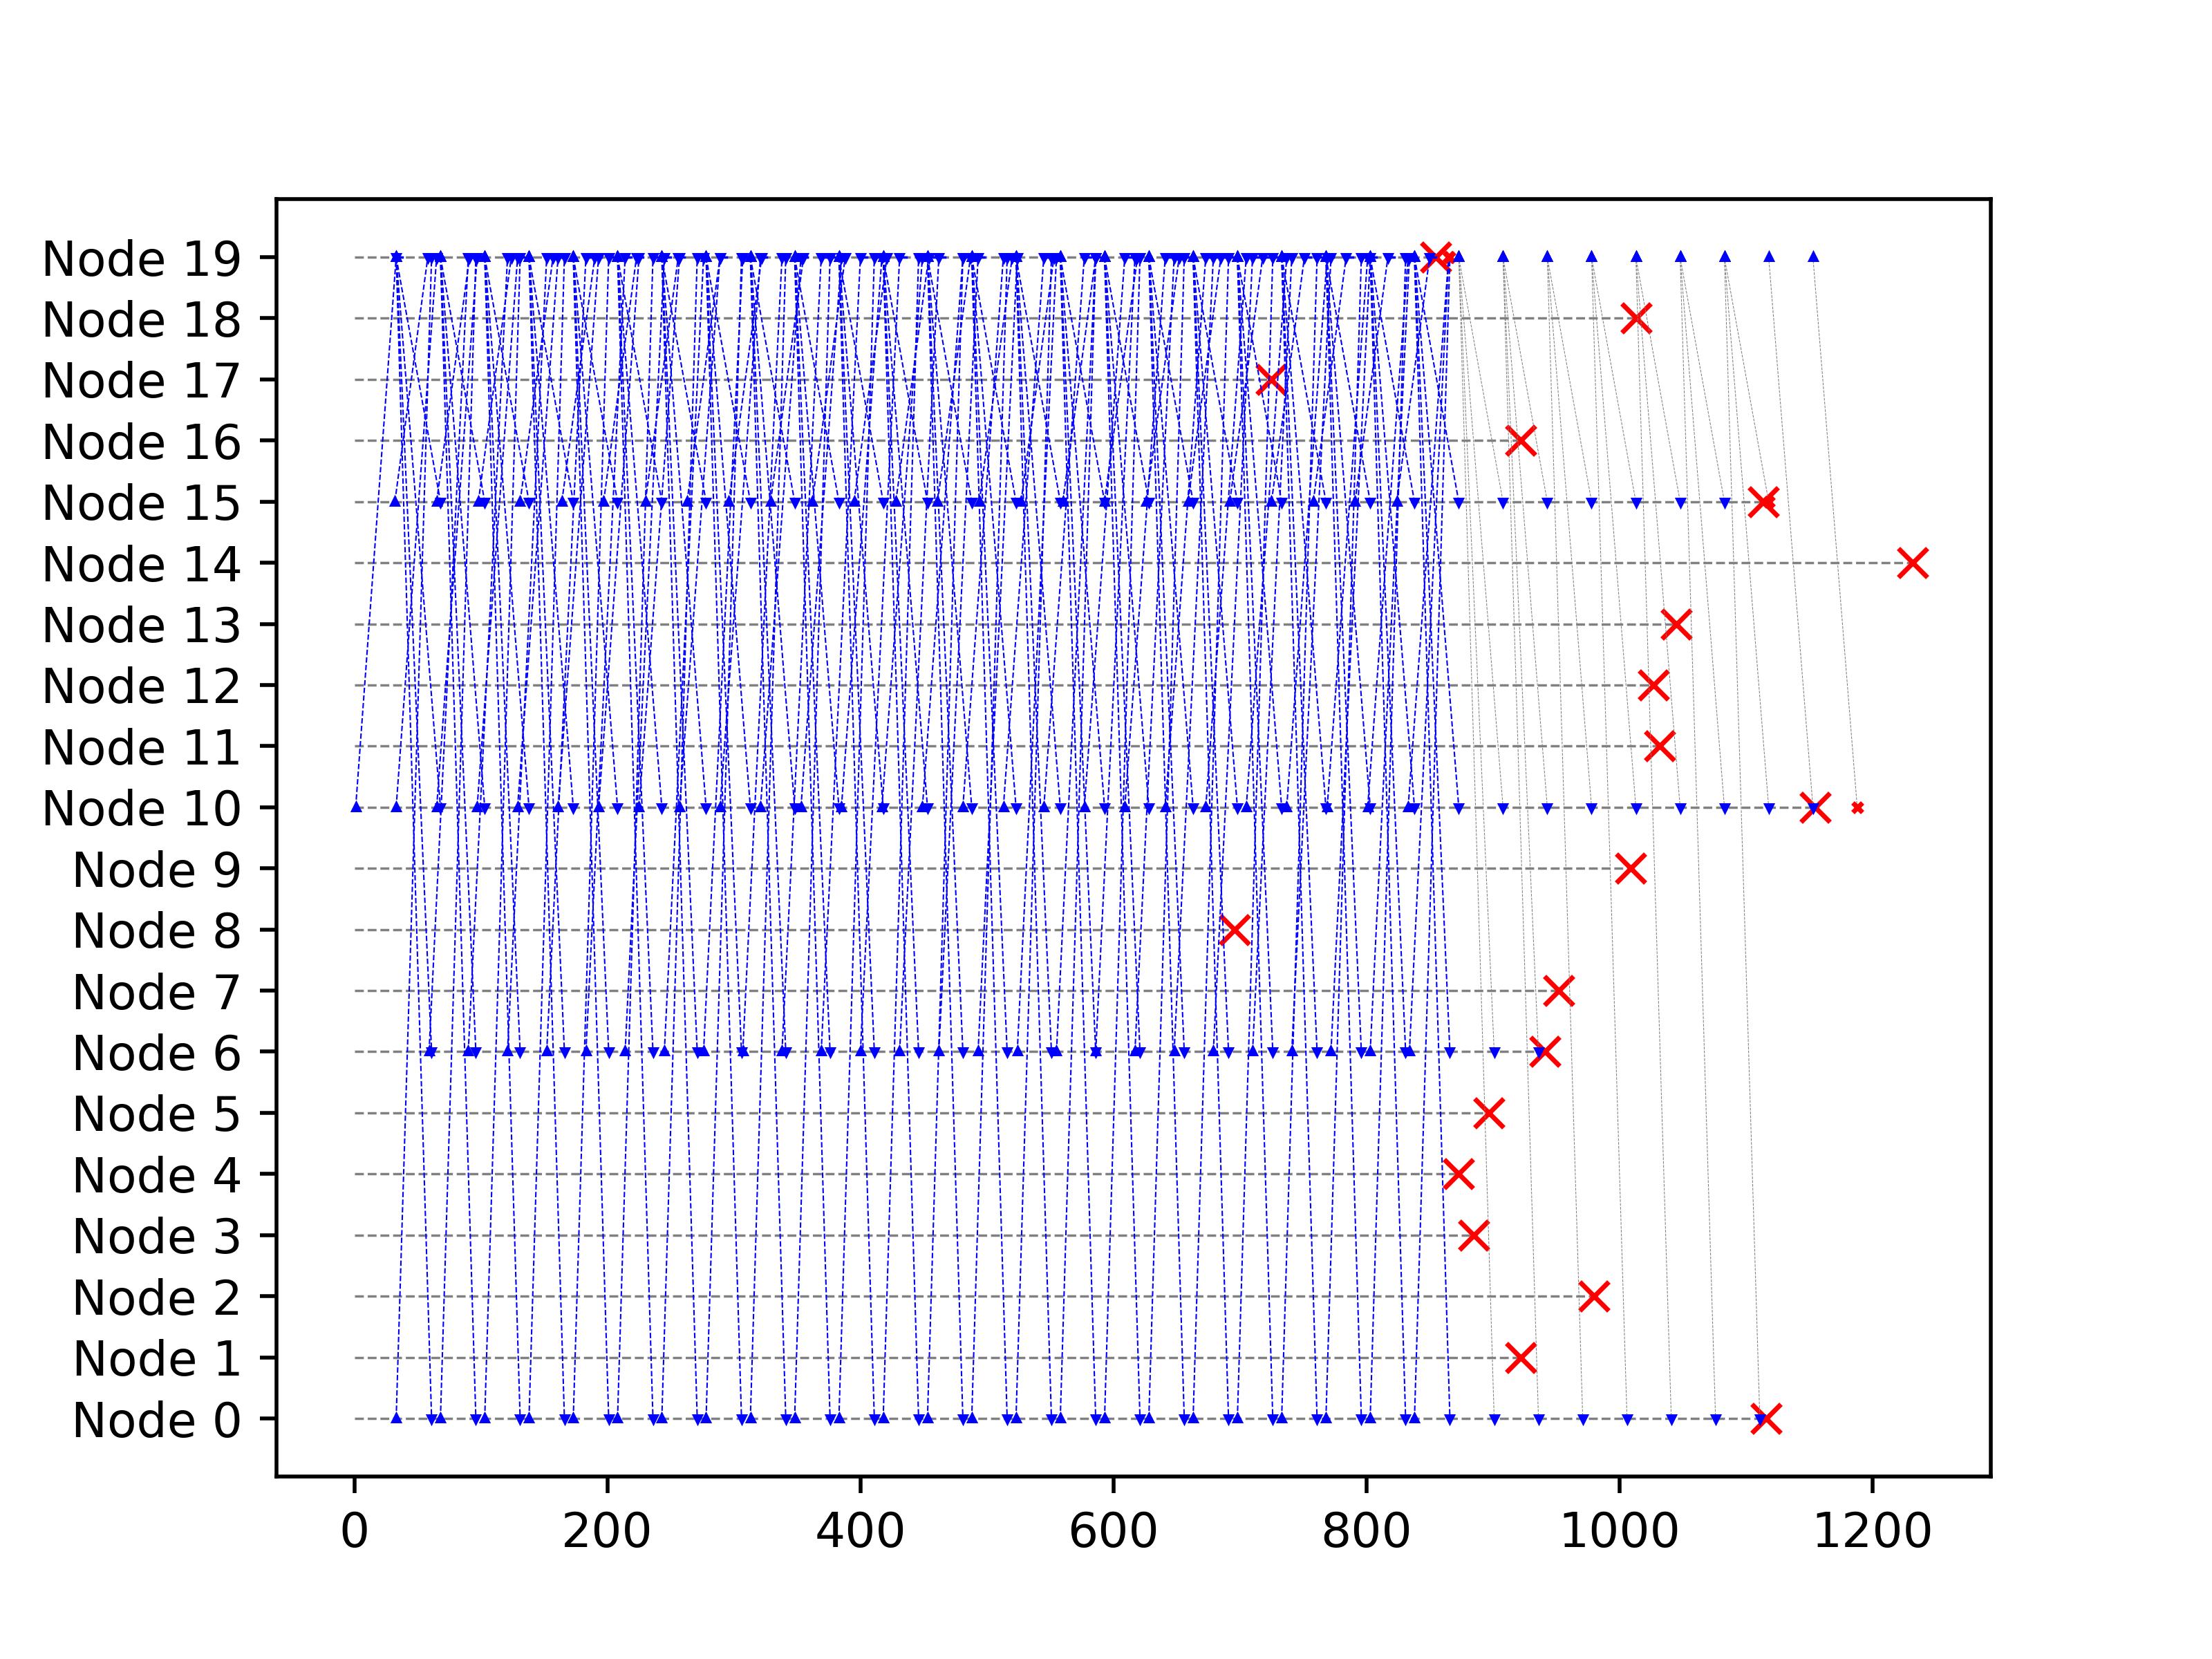 Node 19
Node 18
Node 17
Node 16
Node 15
Node 14
Node 13
Node 12
Node 11
Node 10
Node 9
Node 8
Node 7
Node 6
Node 5
Node 4
Node 3
Node 2
Node 1
Node 0
0 200 400 600 800 1000 1200